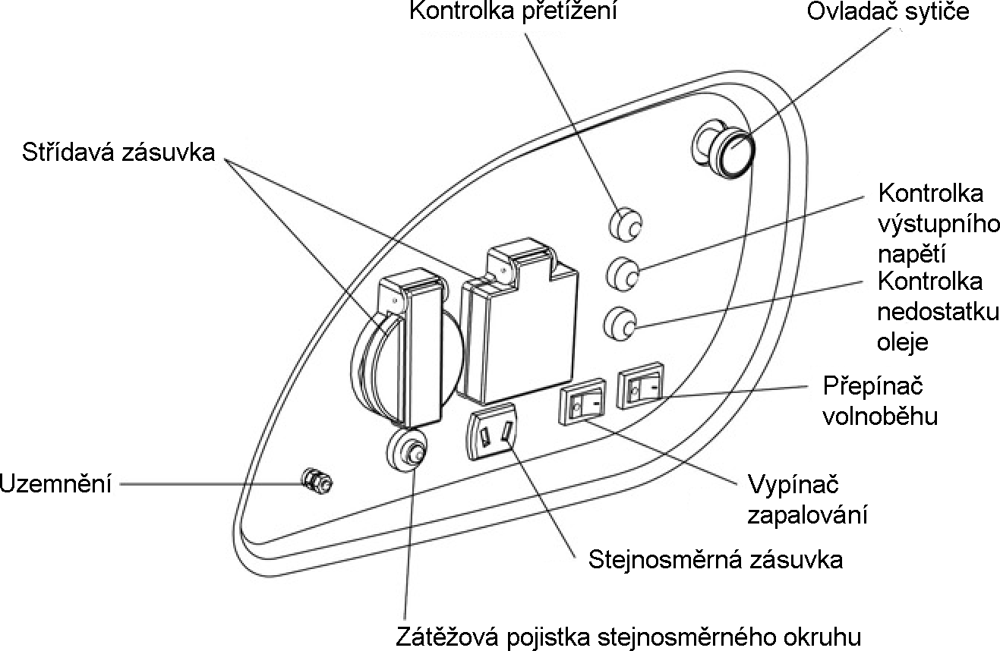 Kontrolka přetížení
Ovladač sytiče
Střídavá zásuvka
Kontrolka
výstupního
napětí
Kontrolka
nedostatku
oleje
Přepínač
volnoběhu
Uzemnění
Vypínač
zapalování
Stejnosměrná zásuvka
Zátěžová pojistka stejnosměrného okruhu